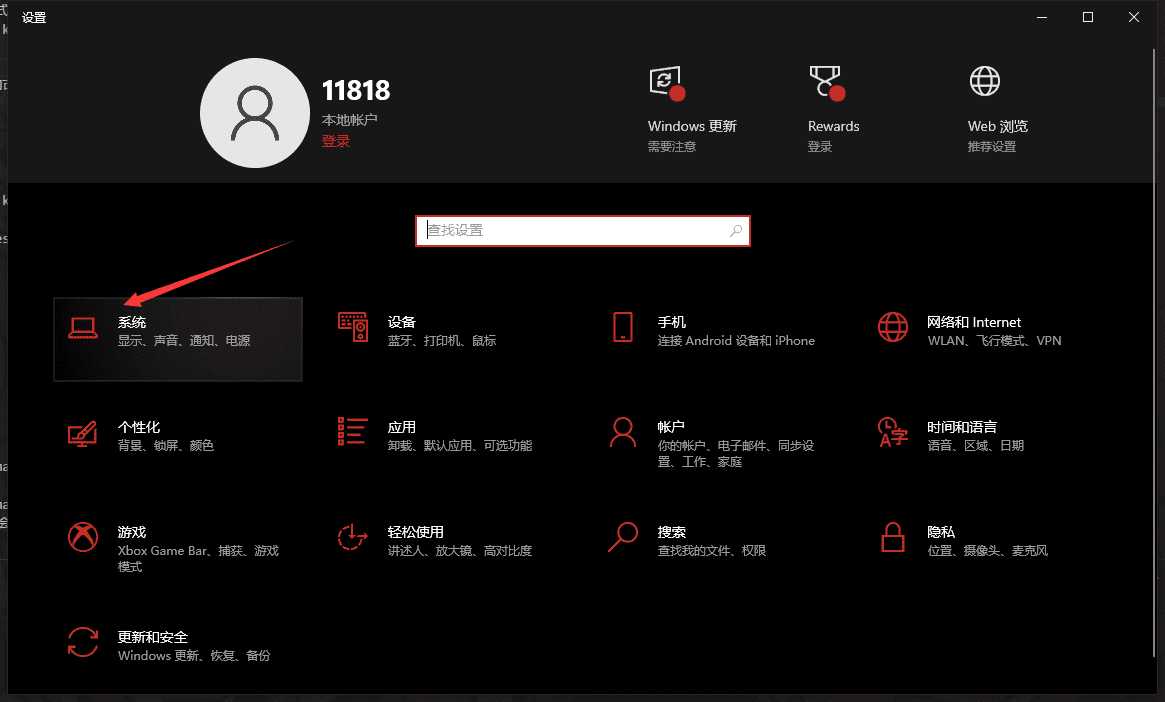 设置
11818
本地帐户
登录
Windows 更新
需要注意
Rewards
登录
Web 浏览
推荐设置
查找设置
系统
显示、声音、通知、电源
设备
蓝牙、打印机、鼠标
手机
连接 Android 设备和 iPhone
网络和 Internet
WLAN、飞行模式、VPN
个性化
背景、锁屏、颜色
应用
卸载、默认应用、可选功能
帐户
你的帐户、电子邮件、同步设
置、工作、家庭
时间和语言
语音、区域、日期
游戏
Xbox Game Bar、捕获、游戏
模式
轻松使用
讲述人、放大镜、高对比度
搜索
查找我的文件、权限
隐私
位置、摄像头、麦克风
更新和安全
Windows 更新、恢复、备份